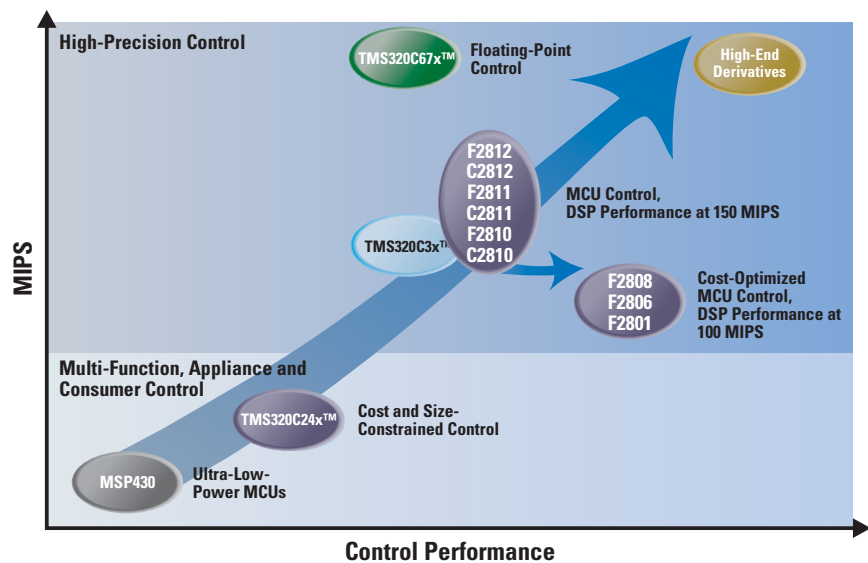 High-Precision Control
TMS320C67x™
Floating-Point
Control
High-End
Derivatives
F2812
C2812
F2811
C2811
F2810
C2810
MCU Control,
DSP Performance at 150 MIPS
TMS320C3x™
F2808
F2806
F2801
Cost-Optimized
MCU Control,
DSP Performance at
100 MIPS
MIPS
Multi-Function, Appliance and
Consumer Control
TMS320C24x™
Cost and Size-
Constrained Control
MSP430
Ultra-Low-
Power MCUs
Control Performance